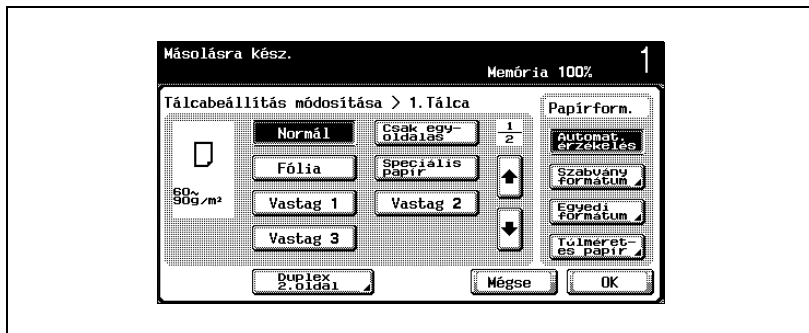 Másolásra kész.
Memória 100%
1
Tálcabeállítás módosítása > 1.Tálca
Papírform.
Normál
Csak egy-
oldalas
1
2
Automat.
érzékelés
Fólia
Speciális
papír
Szabvány
formátum
60~
90g/m²
Vastag 1
Vastag 2
Egyedi
formátum
Vastag 3
Túlméret-
es papír
Duplex
2.oldal
Mégse
OK